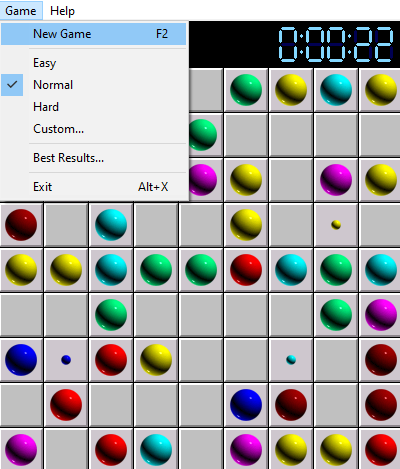 Game Help
New Game F2
0:00:22
Easy
Normal
Hard
Custom...
Best Results...
Exit Alt+X